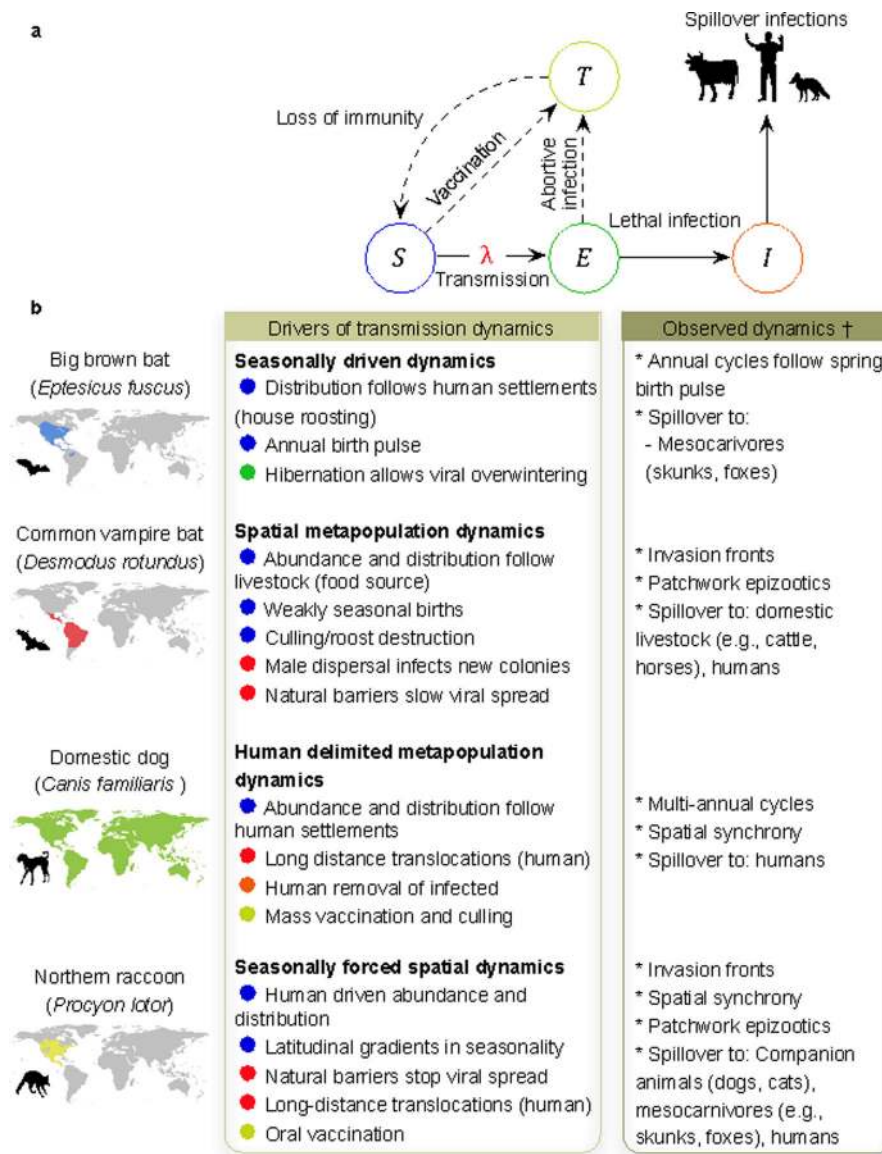 a
Spillover infections
T
Loss of immunity
Vaccination
Abortive
infection
Lethal infection
S
λ
E
I
Transmission
b
Drivers of transmission dynamics
Observed dynamics †
Big brown bat
(Eptesicus fuscus)
Seasonally driven dynamics
Distribution follows human settlements
(house roosting)
Annual birth pulse
Hibernation allows viral overwintering
* Annual cycles follow spring
birth pulse
* Spillover to:
- Mesocarivores
(skunks, foxes)
Common vampire bat
(Desmodus rotundus)
Spatial metapopulation dynamics
Abundance and distribution follow
livestock (food source)
Weakly seasonal births
Culling/roost destruction
Male dispersal infects new colonies
Natural barriers slow viral spread
* Invasion fronts
* Patchwork epizootics
* Spillover to: domestic
livestock (e.g., cattle,
horses), humans
Domestic dog
(Canis familiaris )
Human delimited metapopulation
dynamics
Abundance and distribution follow
human settlements
Long distance translocations (human)
Human removal of infected
Mass vaccination and culling
* Multi-annual cycles
* Spatial synchrony
* Spillover to: humans
Northern raccoon
(Procyon lotor)
Seasonally forced spatial dynamics
Human driven abundance and
distribution
Latitudinal gradients in seasonality
Natural barriers stop viral spread
Long-distance translocations (human)
Oral vaccination
* Invasion fronts
* Spatial synchrony
* Patchwork epizootics
* Spillover to: Companion
animals (dogs, cats),
mesocarnivores (e.g.,
skunks, foxes), humans